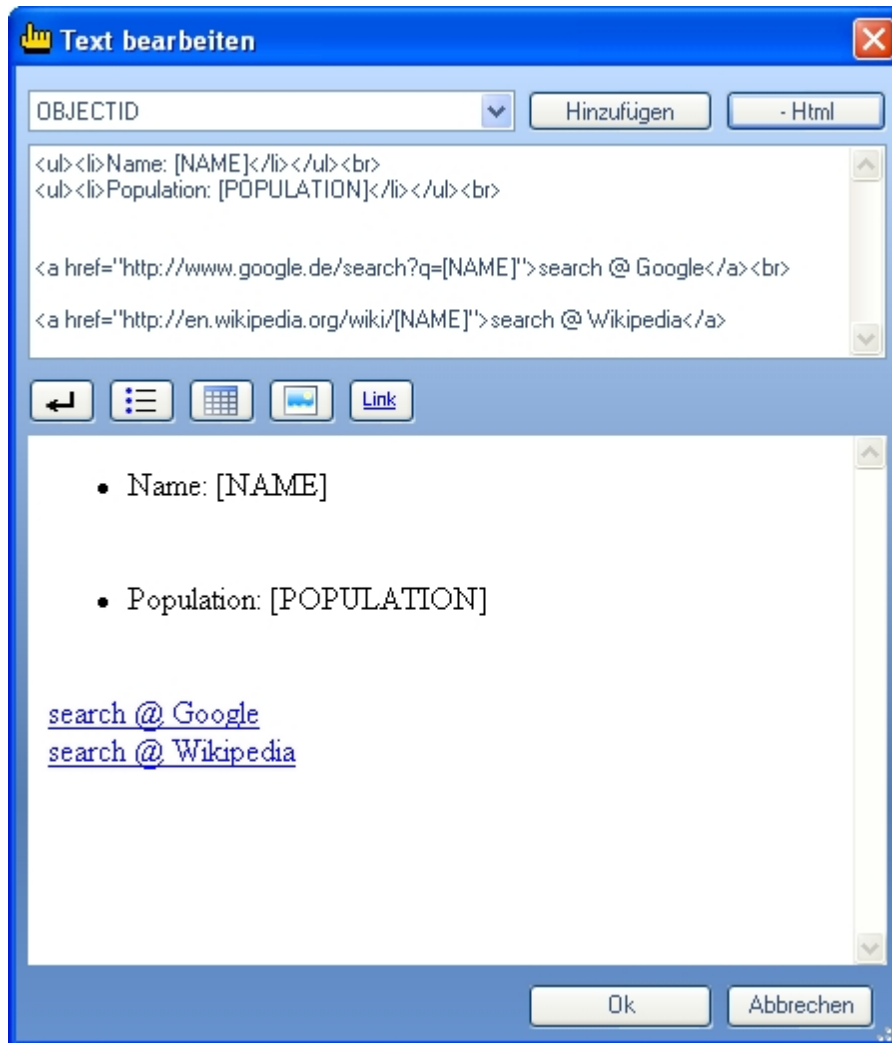 Text bearbeiten
OBJECTID
Hinzufügen
- Html
<ul><li>Name: [NAME]</li></ul><br>
<ul><li>Population: [POPULATION]</li></ul><br>
<a href="http://www.google.de/search?q=[NAME]">search @ Google</a><br>
<a href="http://en.wikipedia.org/wiki/[NAME]">search @ Wikipedia</a>
Link
• Name: [NAME]
• Population: [POPULATION]
search @ Google
search @ Wikipedia
Ok
Abbrechen